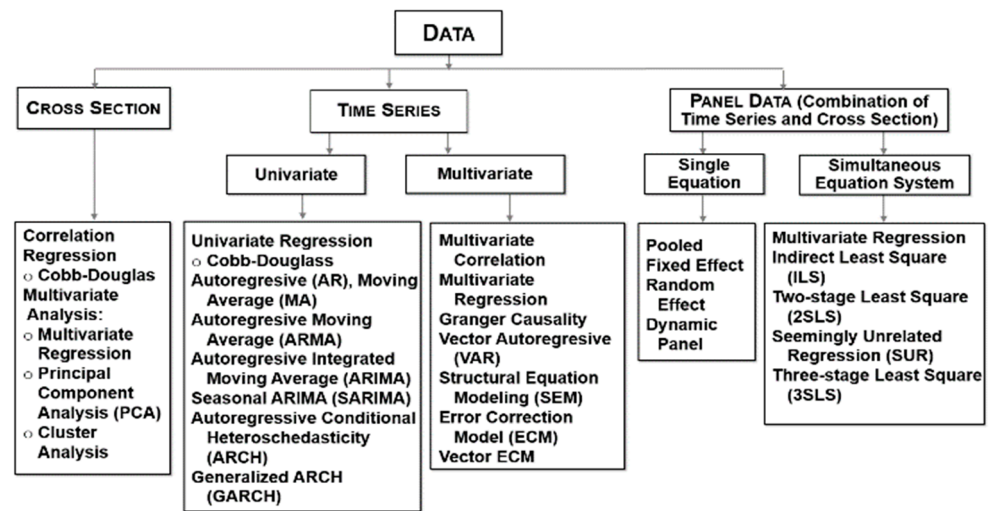 DATA
CROSS SECTION
TIME SERIES
PANEL DATA (Combination of
Time Series and Cross Section)
Univariate
Multivariate
Single
Equation
Simultaneous
Equation System
Correlation
Regression
o Cobb-Douglas
Multivariate
Analysis:
o Multivariate
Regression
o Principal
Component
Analysis (PCA)
o Cluster
Analysis
Univariate Regression
o Cobb-Douglass
Autoregresive (AR), Moving
Average (MA)
Autoregresive Moving
Average (ARMA)
Autoregresive Integrated
Moving Average (ARIMA)
Seasonal ARIMA (SARIMA)
Autoregressive Conditional
Heteroschedasticity
(ARCH)
Generalized ARCH
(GARCH)
Multivariate
Correlation
Multivariate
Regression
Granger Causality
Vector Autoregresive
(VAR)
Structural Equation
Modeling (SEM)
Error Correction
Model (ECM)
Vector ECM
Pooled
Fixed Effect
Random
Effect
Dynamic
Panel
Multivariate Regression
Indirect Least Square
(ILS)
Two-stage Least Square
(2SLS)
Seemingly Unrelated
Regression (SUR)
Three-stage Least Square
(3SLS)